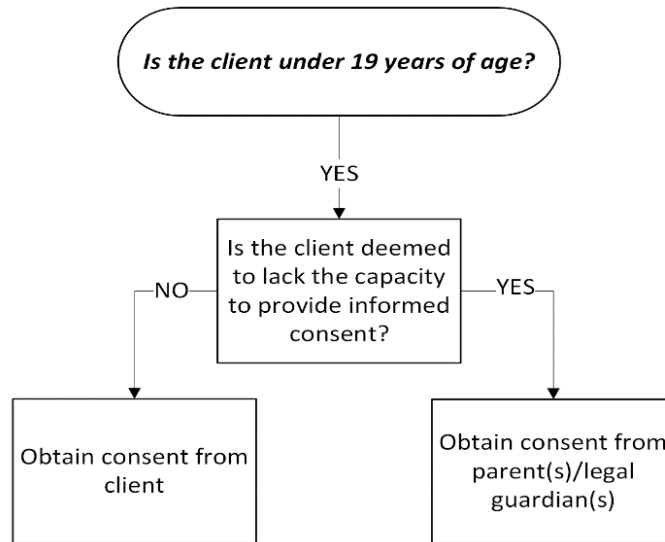 Is the client under 19 years of age?
YES
Is the client deemed
to lack the capacity
to provide informed
consent?
NO
YES
Obtain consent from
client
Obtain consent from
parent(s)/legal
guardian(s)